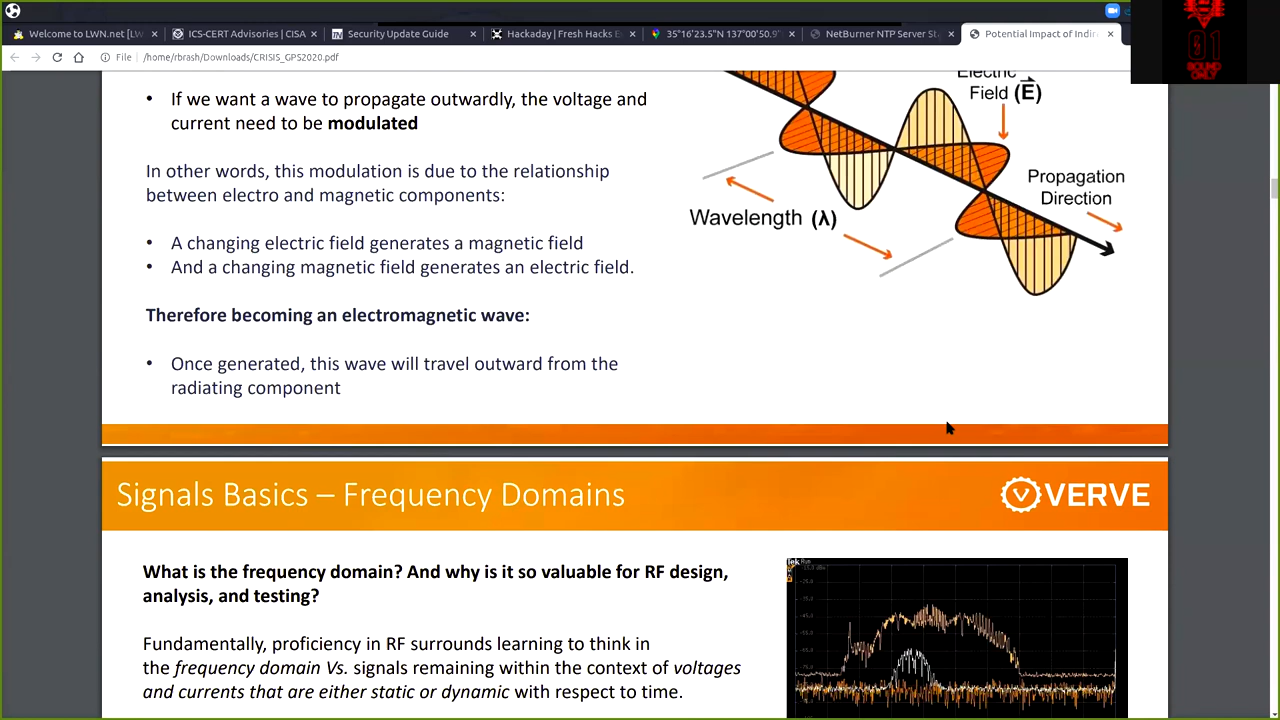 Welcome to LWN.net [LW
ICS-CERT Advisories | CISA
Security Update Guide
Hackaday | Fresh Hacks E
35°16'23.5"N 137°00'50.9"
NetBurner NTP Server St
Potential Impact of Indire
File
/home/rbrash/Downloads/CRISIS_GPS2020.pdf
01
BOUND
ONLY
• If we want a wave to propagate outwardly, the voltage and
current need to be modulated
In other words, this modulation is due to the relationship
between electro and magnetic components:
• A changing electric field generates a magnetic field
• And a changing magnetic field generates an electric field.
Therefore becoming an electromagnetic wave:
• Once generated, this wave will travel outward from the
radiating component
Electric
Field (E)
Propagation
Direction
Wavelength (λ)
Signals Basics – Frequency Domains
VERVE
What is the frequency domain? And why is it so valuable for RF design,
analysis, and testing?
Fundamentally, proficiency in RF surrounds learning to think in
the frequency domain Vs. signals remaining within the context of voltages
and currents that are either static or dynamic with respect to time.
Tek Run